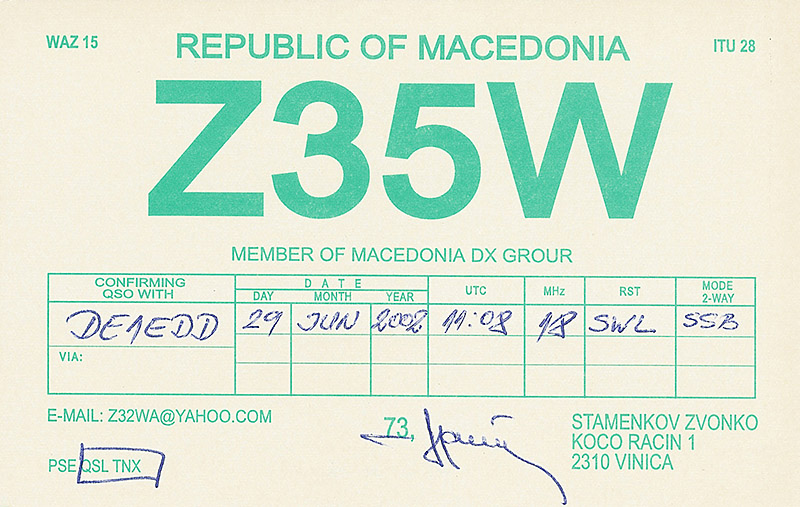 WAZ 15
REPUBLIC OF MACEDONIA
ITU 28
Z35W
MEMBER OF MACEDONIA DX GROUR
CONFIRMING QSO WITH
DATE
DAY MONTH YEAR
UTC
MHz
RST
MODE 2-WAY
DE1EDD 29 JUN 2002 11:08 18 SWL SSB
VIA:
E-MAIL: Z32WA@YAHOO.COM
73,
STAMENKOV ZVONKO
KOCO RACIN 1
2310 VINICA
PSE QSL TNX